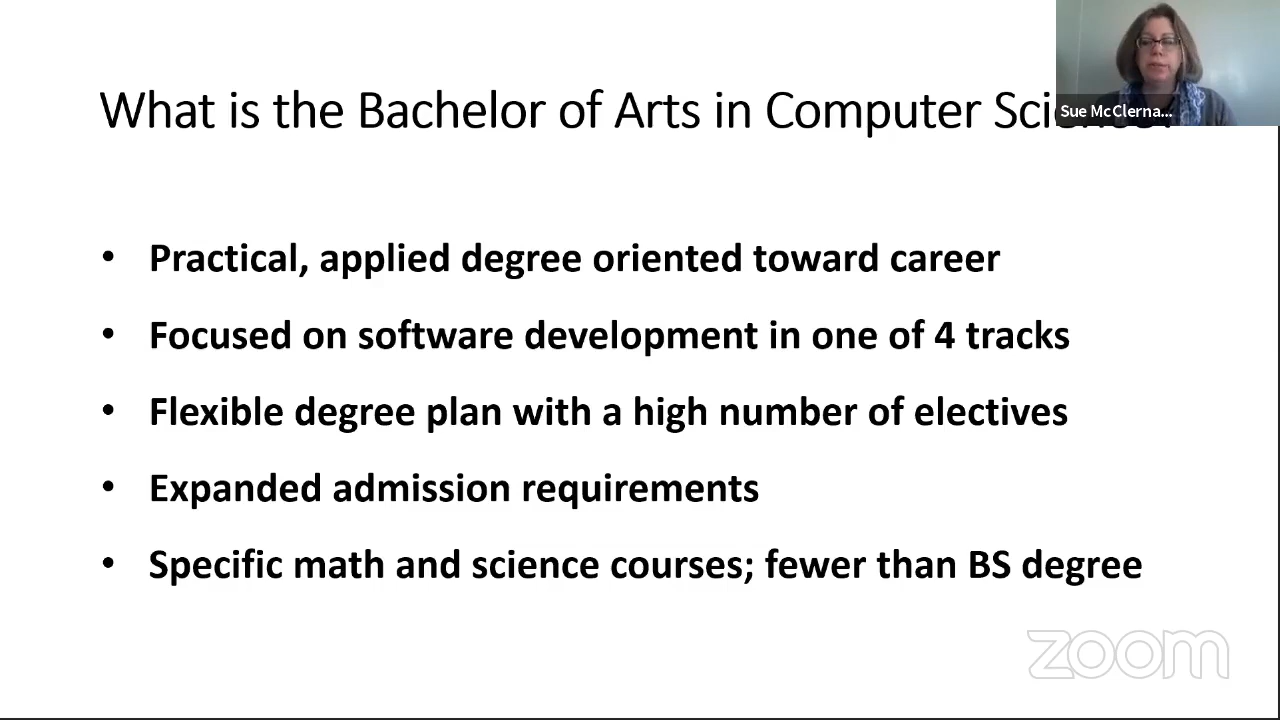 What is the Bachelor of Arts in Computer Science?
Sue McClerna...
• Practical, applied degree oriented toward career
• Focused on software development in one of 4 tracks
• Flexible degree plan with a high number of electives
• Expanded admission requirements
• Specific math and science courses; fewer than BS degree
zoom